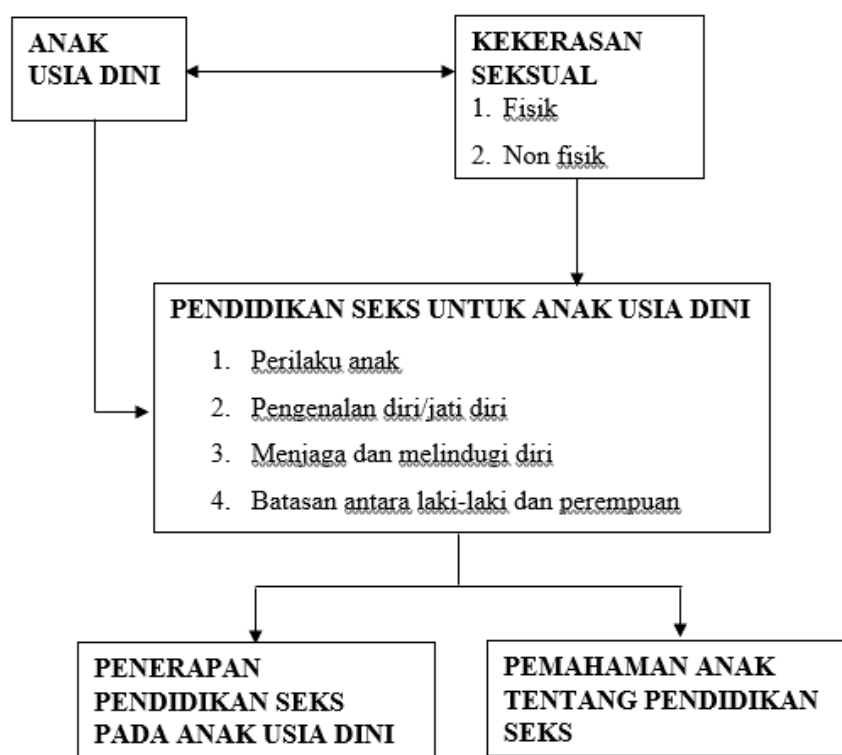 ANAK
USIA DINI
KEKERASAN
SEKSUAL
1. Fisik
2. Non fisik
PENDIDIKAN SEKS UNTUK ANAK USIA DINI
1. Perilaku anak
2. Pengenalan diri/jati diri
3. Menjaga dan melindugi diri
4. Batasan antara laki-laki dan perempuan
PENERAPAN
PENDIDIKAN SEKS
PADA ANAK USIA DINI
PEMAHAMAN ANAK
TENTANG PENDIDIKAN
SEKS